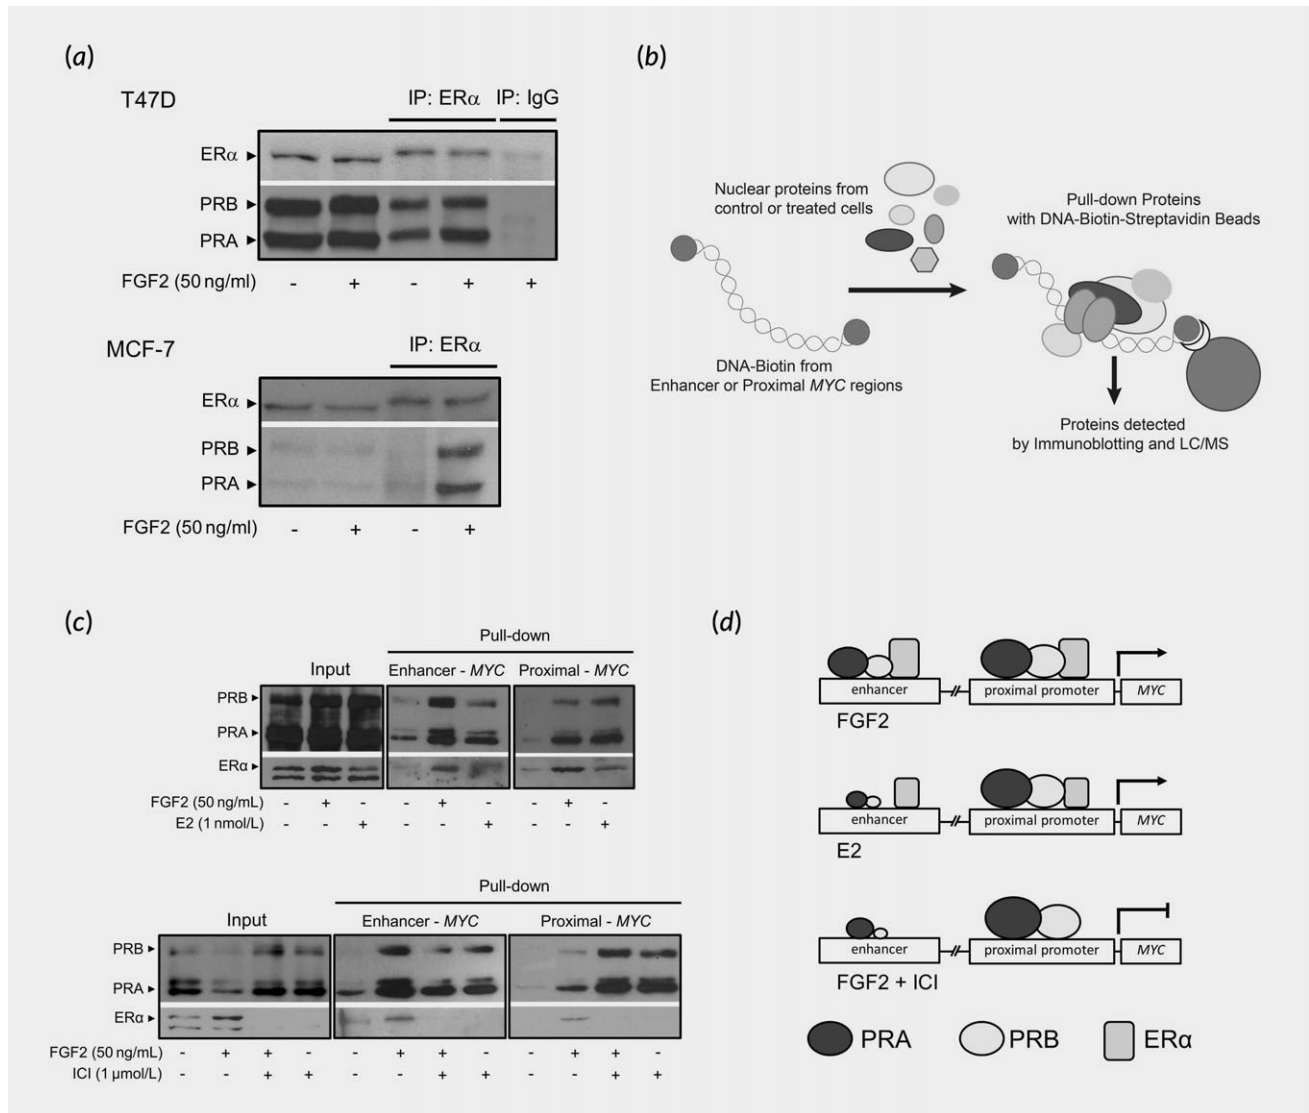 (a)
T47D
IP: ERα IP: IgG
ERα
PRB
PRA
FGF2 (50 ng/ml) - + - + +
MCF-7
IP: ERα
ERα
PRB
PRA
FGF2 (50 ng/ml) - + - +
(b)
Nuclear proteins from
control or treated cells
Pull-down Proteins
with DNA-Biotin-Streptavidin Beads
DNA-Biotin from
Enhancer or Proximal MYC regions
Proteins detected
by Immunoblotting and LC/MS
(c)
Pull-down
Input Enhancer - MYC Proximal - MYC
PRB
PRA
ERα
FGF2 (50 ng/mL) - + - - + - - + -
E2 (1 nmol/L) - - + - - + - - +
Pull-down
Input Enhancer - MYC Proximal - MYC
PRB
PRA
ERα
FGF2 (50 ng/mL) - + + - - + + - - + + -
ICI (1 µmol/L) - - + + - - + + - - + +
(d)
enhancer proximal promoter MYC
FGF2
enhancer proximal promoter MYC
E2
enhancer proximal promoter MYC
FGF2 + ICI
PRA PRB ERα